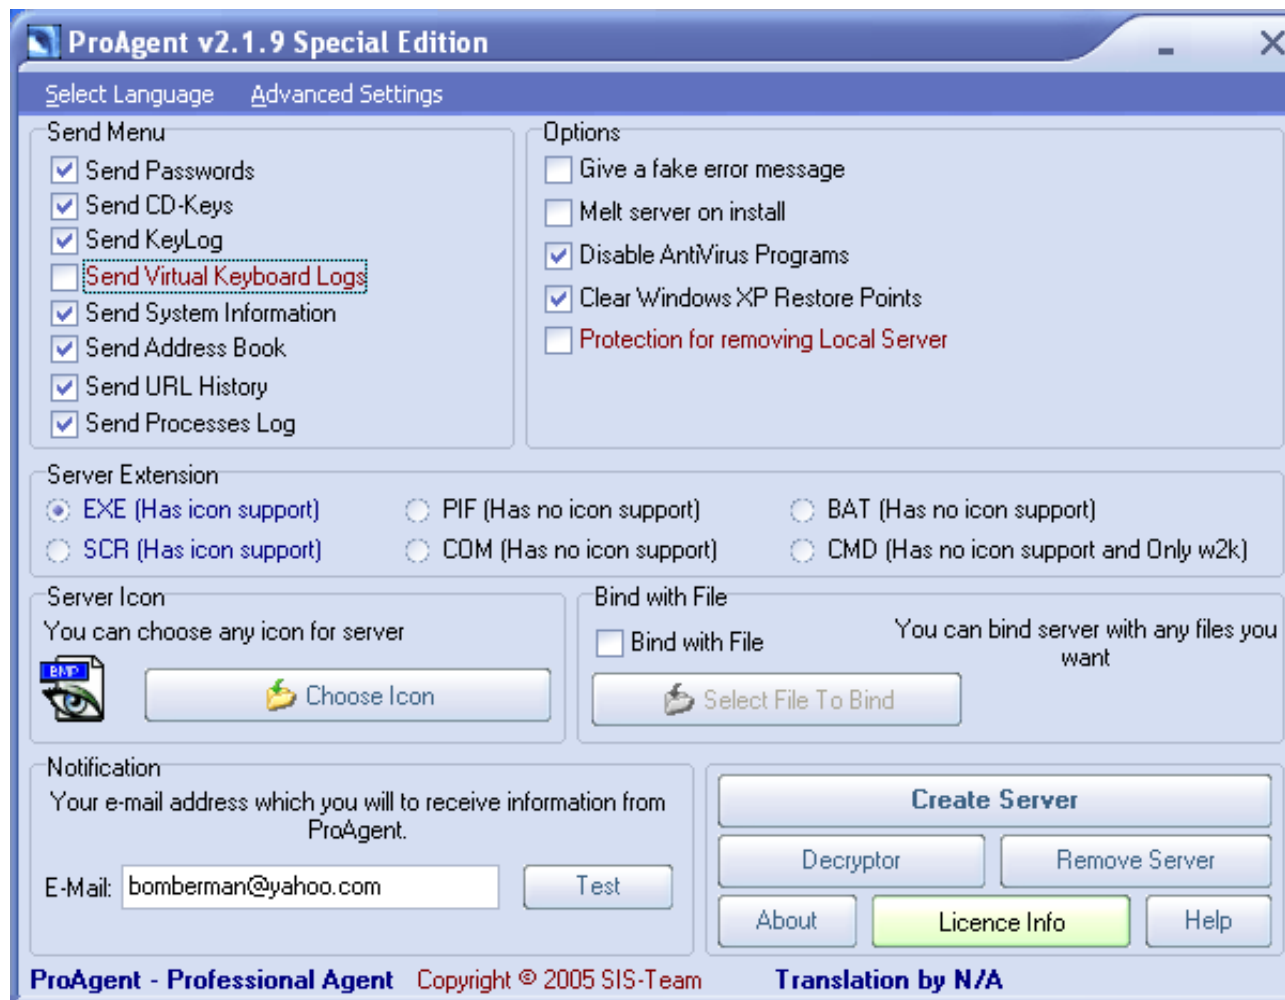 ProAgent v2.1.9 Special Edition
Select Language Advanced Settings
Send Menu
Send Passwords
Send CD-Keys
Send KeyLog
Send Virtual Keyboard Logs
Send System Information
Send Address Book
Send URL History
Send Processes Log
Options
Give a fake error message
Melt server on install
Disable AntiVirus Programs
Clear Windows XP Restore Points
Protection for removing Local Server
Server Extension
EXE (Has icon support) PIF (Has no icon support) BAT (Has no icon support)
SCR (Has icon support) COM (Has no icon support) CMD (Has no icon support and Only w2k)
Server Icon
You can choose any icon for server
BMP
Choose Icon
Bind with File
Bind with File
You can bind server with any files you
want
Select File To Bind
Notification
Your e-mail address which you will to receive information from
ProAgent.
E-Mail: bomberman@yahoo.com Test
Create Server
Decryptor Remove Server
About Licence Info Help
ProAgent - Professional Agent Copyright © 2005 SIS-Team Translation by N/A